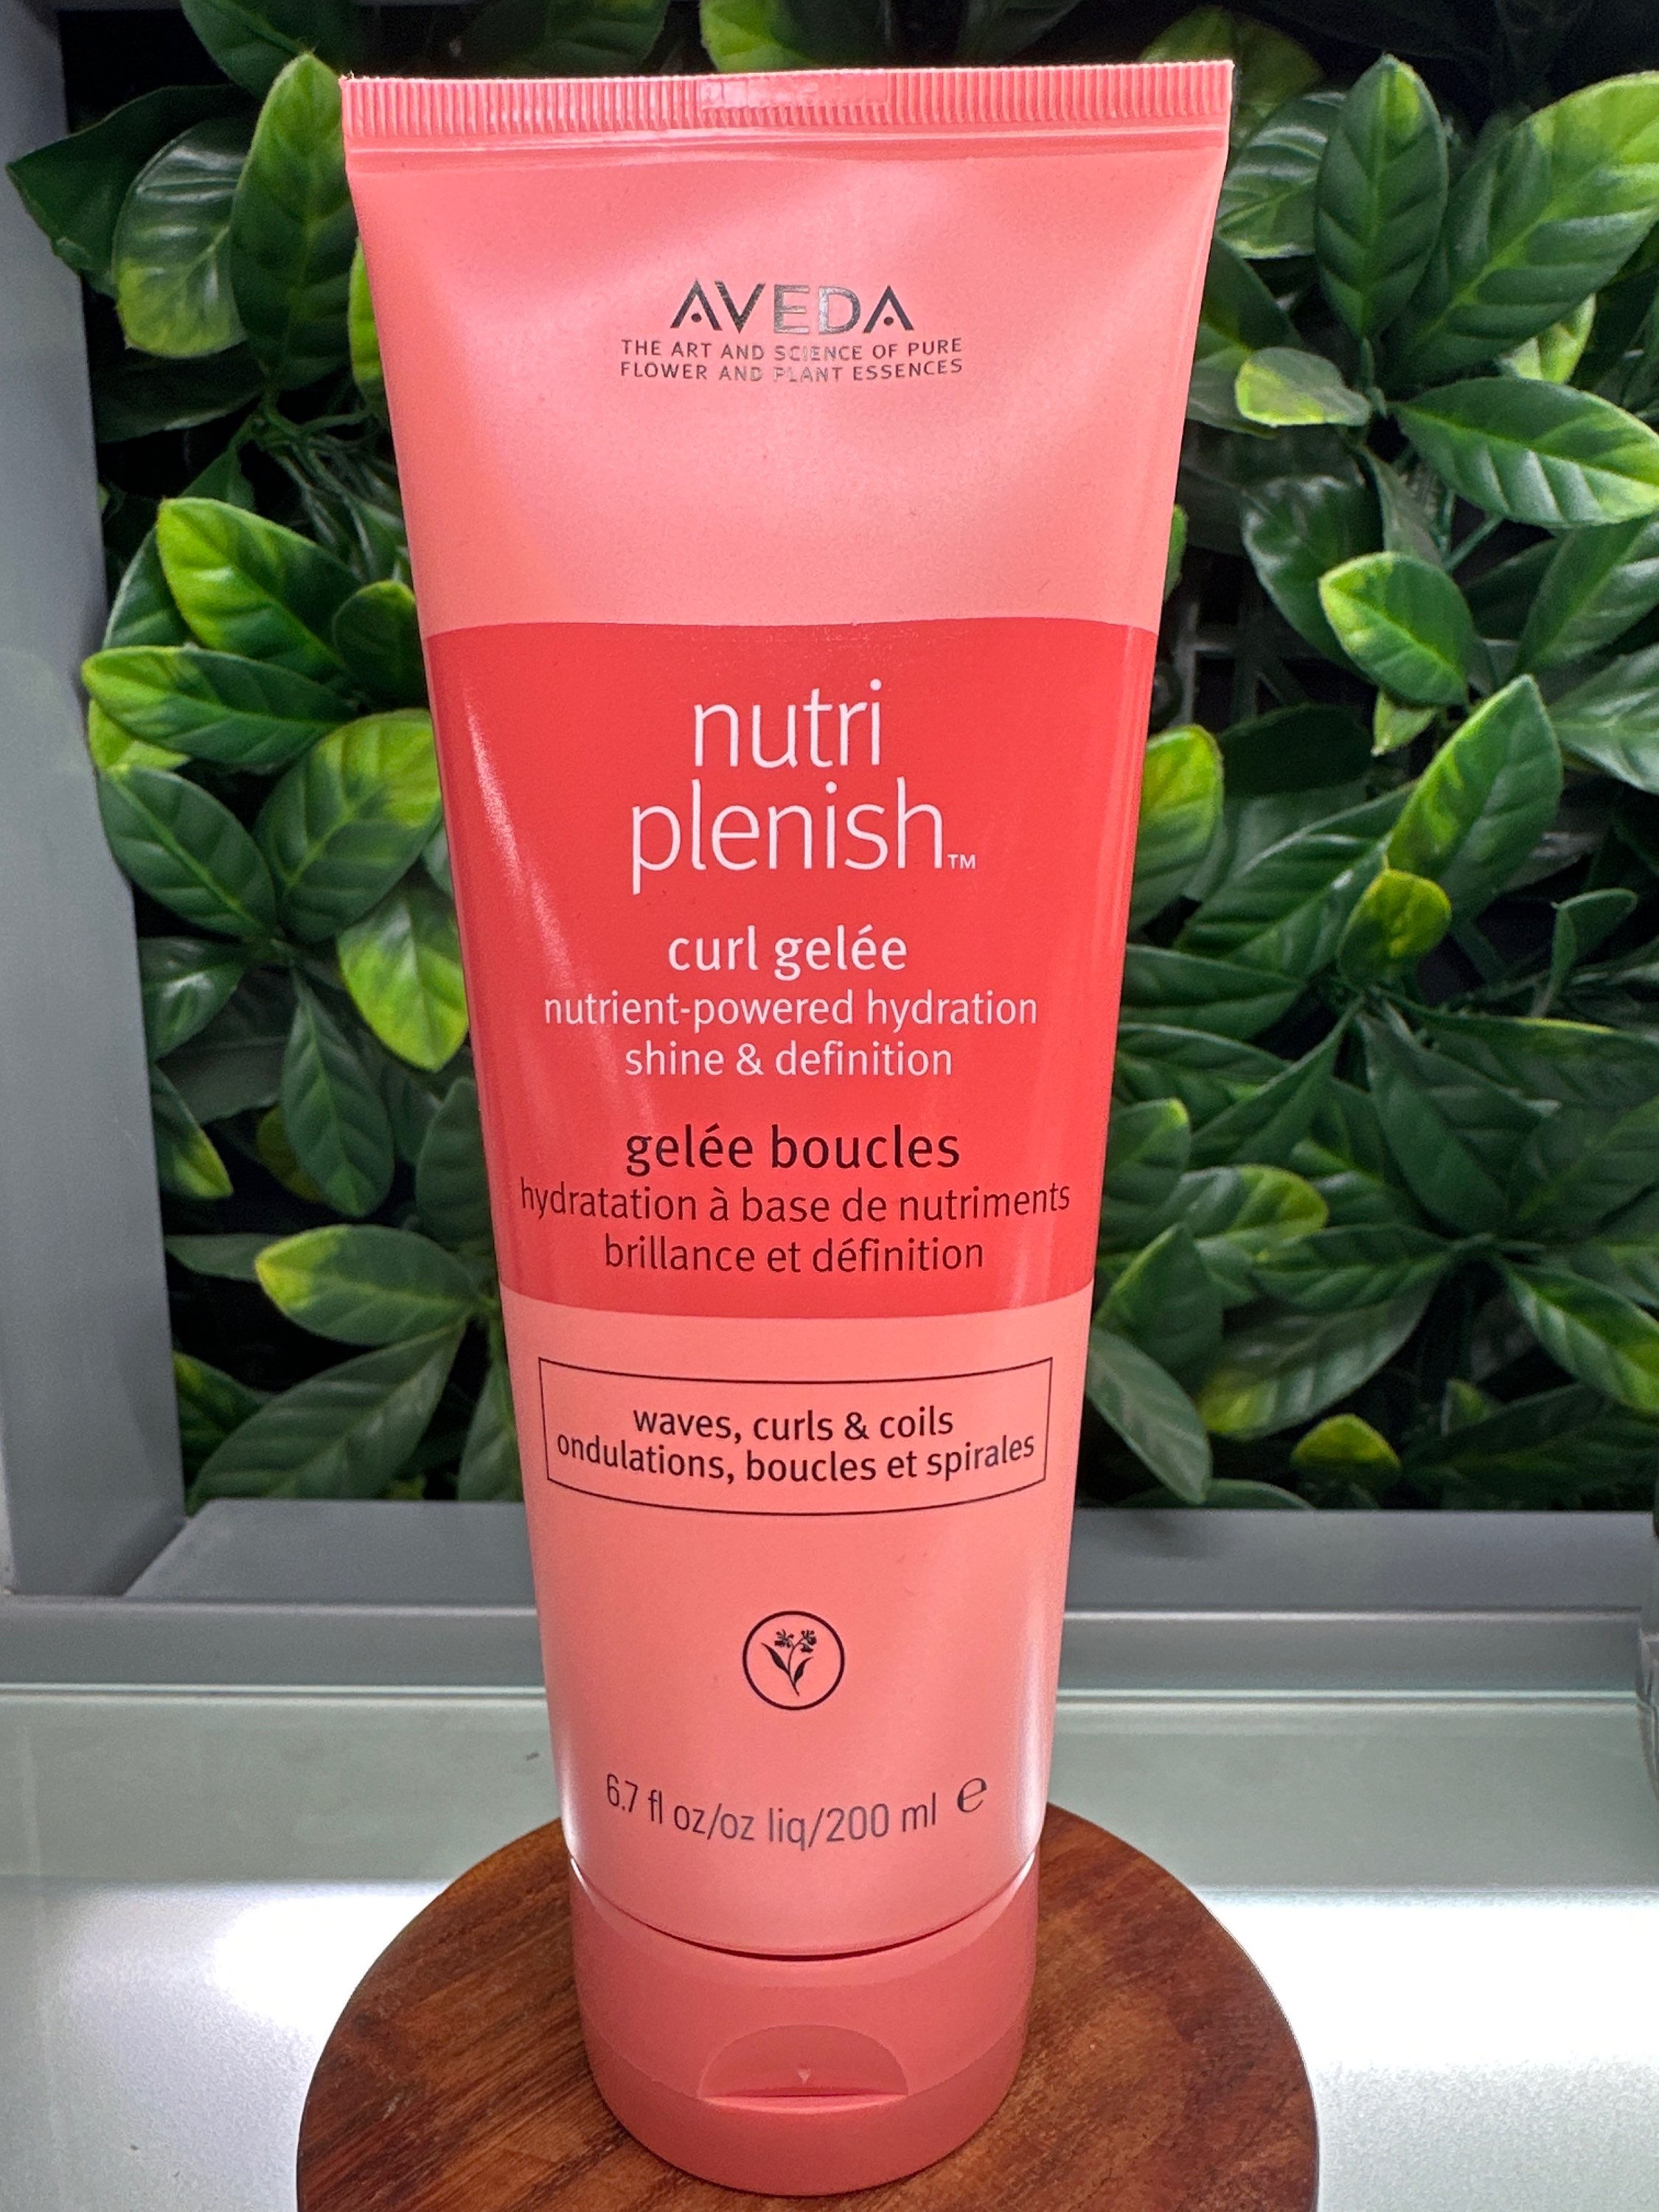 AVEDA
THE ART AND SCIENCE OF PURE
FLOWER AND PLANT ESSENCES
nutri
plenish™
curl gelée
nutrient-powered hydration
shine & definition
gelée boucles
hydratation à base de nutriments
brillance et définition
waves, curls & coils
ondulations, boucles et spirales
6.7 fl oz/oz liq/200 ml ℮